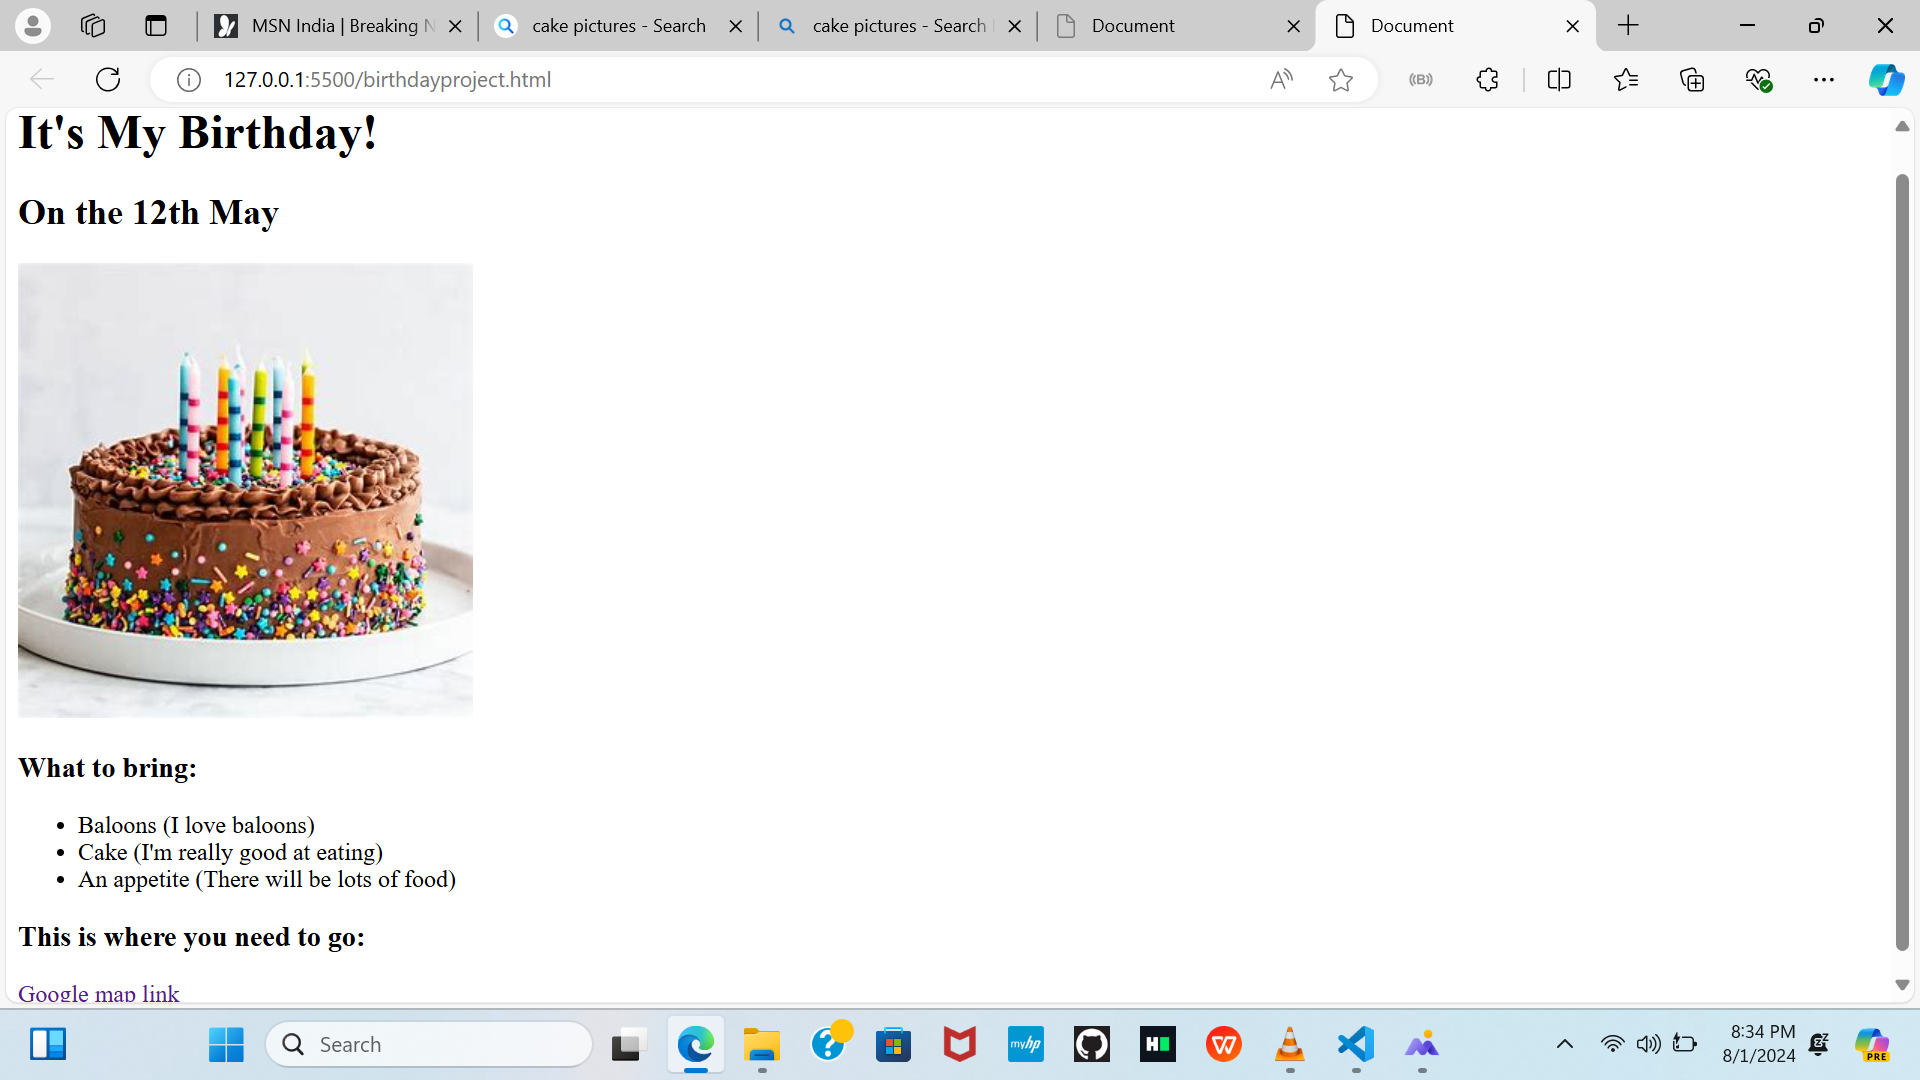 MSN India | Breaking N
cake pictures - Search
cake pictures - Search
Document
Document
127.0.0.1:5500/birthdayproject.html
It's My Birthday!
On the 12th May
What to bring:
Baloons (I love baloons)
Cake (I'm really good at eating)
An appetite (There will be lots of food)
This is where you need to go:
Google map link
Search
myhp
8:34 PM
8/1/2024
PRE